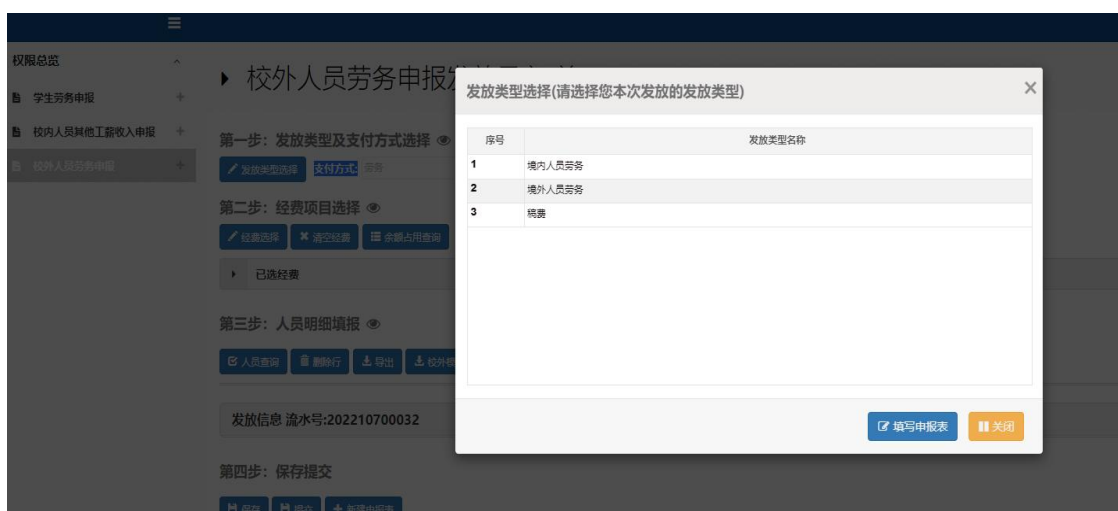 权限总览
学生劳务申报
校内人员其他工薪收入申报
校外人员劳务申报
校外人员劳务申报发
第一步：发放类型及支付方式选择
发放类型选择 支付方式:
第二步：经费项目选择
经费选择 清空经费 余额占用查询
已选经费
第三步：人员明细填报
人员查询 删除行 导出 校外模
发放信息 流水号:202210700032
第四步：保存提交
保存 提交 新建申报表
发放类型选择(请选择您本次发放的发放类型)
序号 发放类型名称
1 境内人员劳务
2 境外人员劳务
3 稿费
填写申报表 关闭